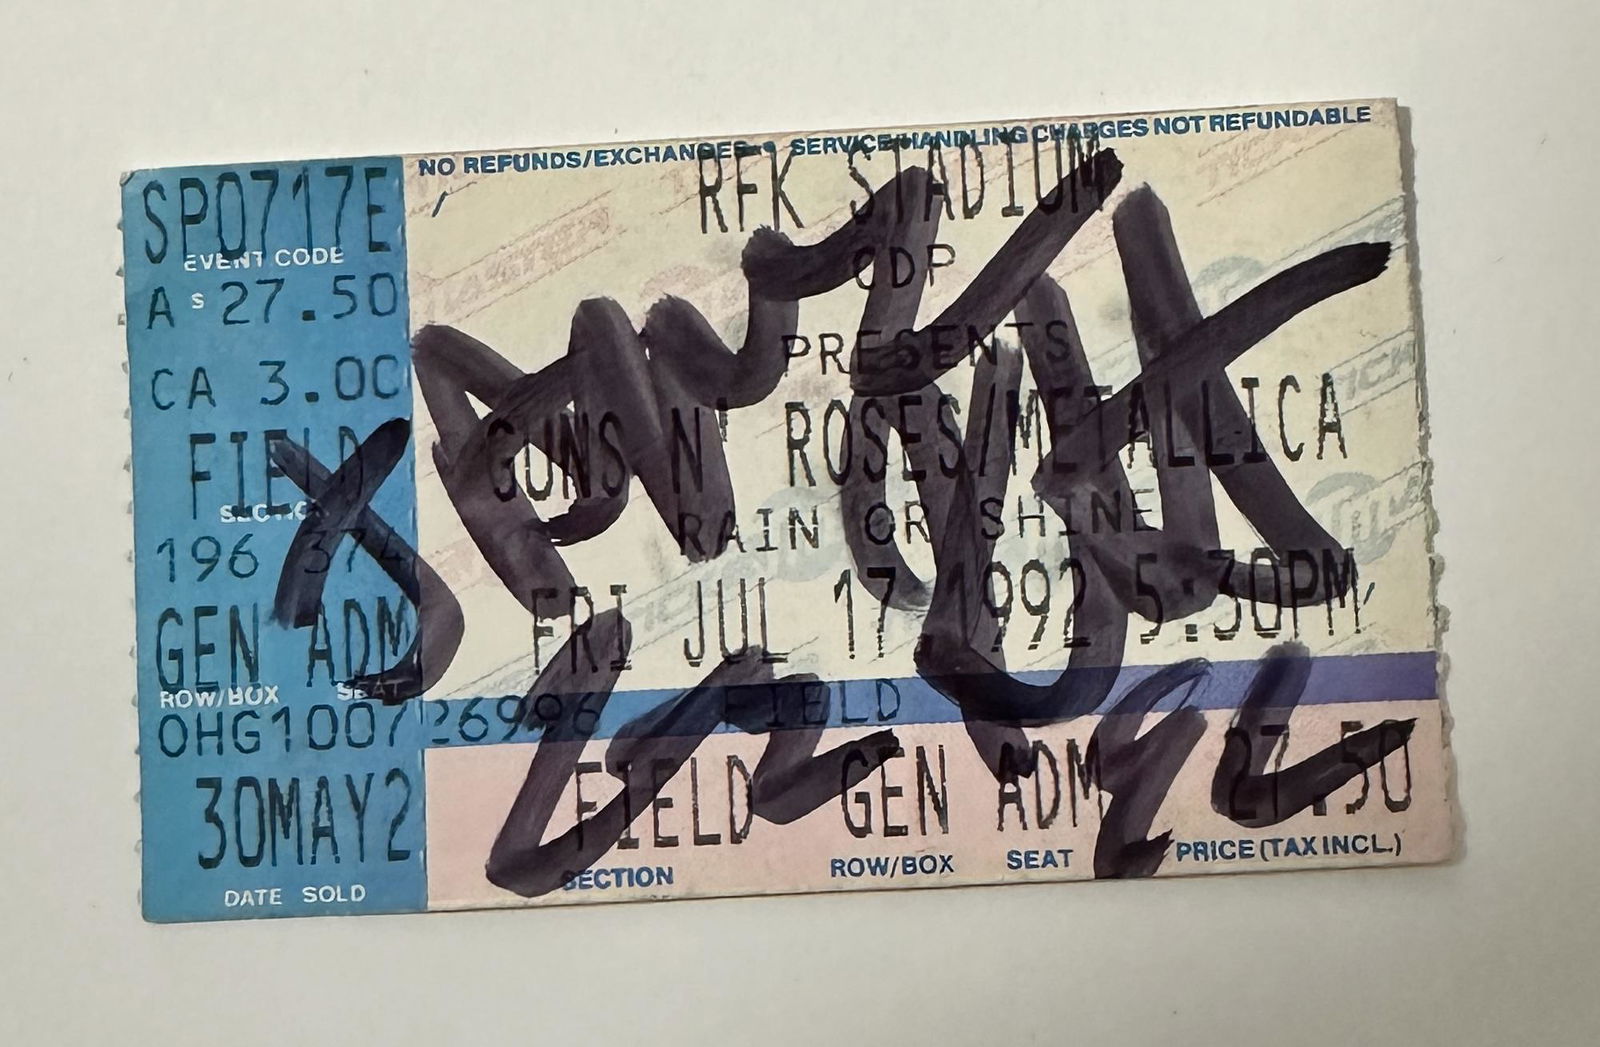 SP0717E
EVENT CODE
A $ 27.50
CA 3.00
FIELD
SECTION
196 374
GEN ADM
ROW/BOX SEAT
OHG1007
30MAY2
DATE SOLD
NO REFUNDS/EXCHANGES • SERVICE/HANDLING CHARGES NOT REFUNDABLE
RFK STADIUM
CDP
PRESENTS
GUNS N' ROSES/METALLICA
RAIN OR SHINE
FRI JUL 17, 1992 5:30PM
26996 FIELD
FIELD GEN ADM 27.50
SECTION ROW/BOX SEAT PRICE (TAX INCL.)